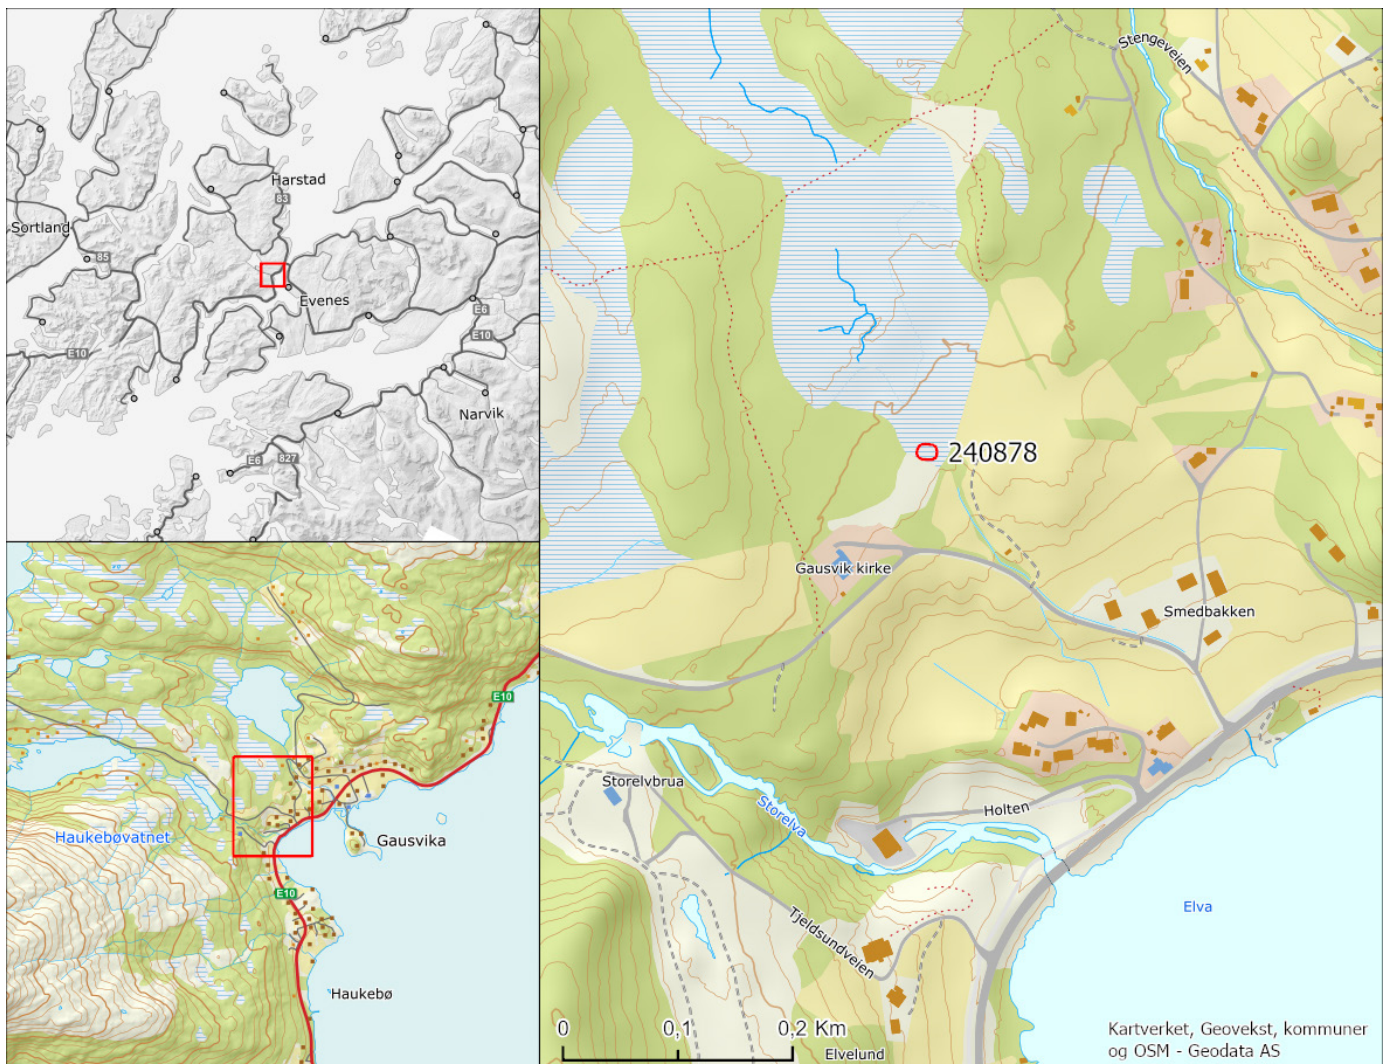 Harstad
83
Sortland
85
Evenes
E6
E10
E10
Narvik
E6
827
E10
Haukebøvatnet
Gausvika
E10
Haukebø
Stengeveien
240878
Gausvik kirke
Smedbakken
Storelvbrua
Storelva
Holten
Tjeldsundveien
Elva
0
0,1
0,2 Km
Elvelund
Kartverket, Geovekst, kommuner
og OSM - Geodata AS